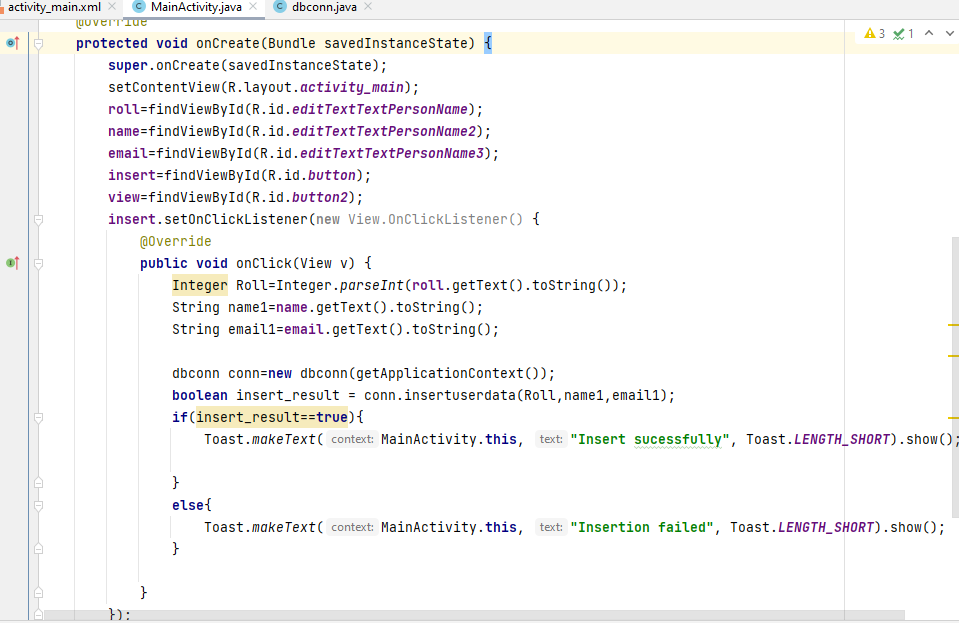 activity_main.xml MainActivity.java dbconn.java
@Override
protected void onCreate(Bundle savedInstanceState) { 3 1
super.onCreate(savedInstanceState);
setContentView(R.layout.activity_main);
roll=findViewById(R.id.editTextTextPersonName);
name=findViewById(R.id.editTextTextPersonName2);
email=findViewById(R.id.editTextTextPersonName3);
insert=findViewById(R.id.button);
view=findViewById(R.id.button2);
insert.setOnClickListener(new View.OnClickListener() {
@Override
public void onClick(View v) {
Integer Roll=Integer.parseInt(roll.getText().toString());
String name1=name.getText().toString();
String email1=email.getText().toString();
dbconn conn=new dbconn(getApplicationContext());
boolean insert_result = conn.insertuserdata(Roll,name1,email1);
if(insert_result==true){
Toast.makeText( context: MainActivity.this, text: "Insert sucessfully", Toast.LENGTH_SHORT).show();
}
else{
Toast.makeText( context: MainActivity.this, text: "Insertion failed", Toast.LENGTH_SHORT).show();
}
}
});